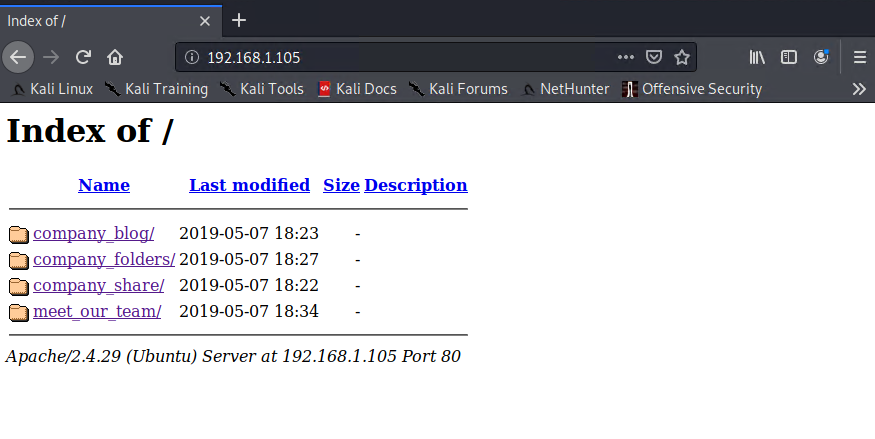 Index of /
192.168.1.105
Kali Linux Kali Training Kali Tools Kali Docs Kali Forums NetHunter Offensive Security
Index of /
Name Last modified Size Description
company_blog/ 2019-05-07 18:23 -
company_folders/ 2019-05-07 18:27 -
company_share/ 2019-05-07 18:22 -
meet_our_team/ 2019-05-07 18:34 -
Apache/2.4.29 (Ubuntu) Server at 192.168.1.105 Port 80